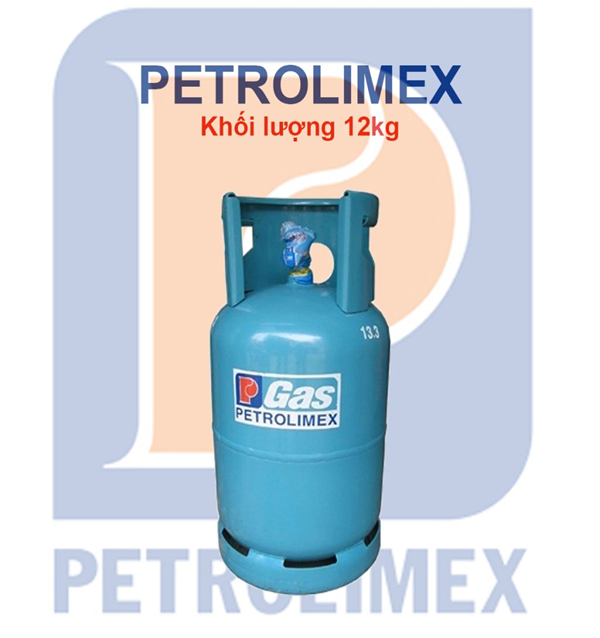 PETROLIMEX
Khối lượng 12kg
13.3
P Gas
PETROLIMEX
PETROLIMEX